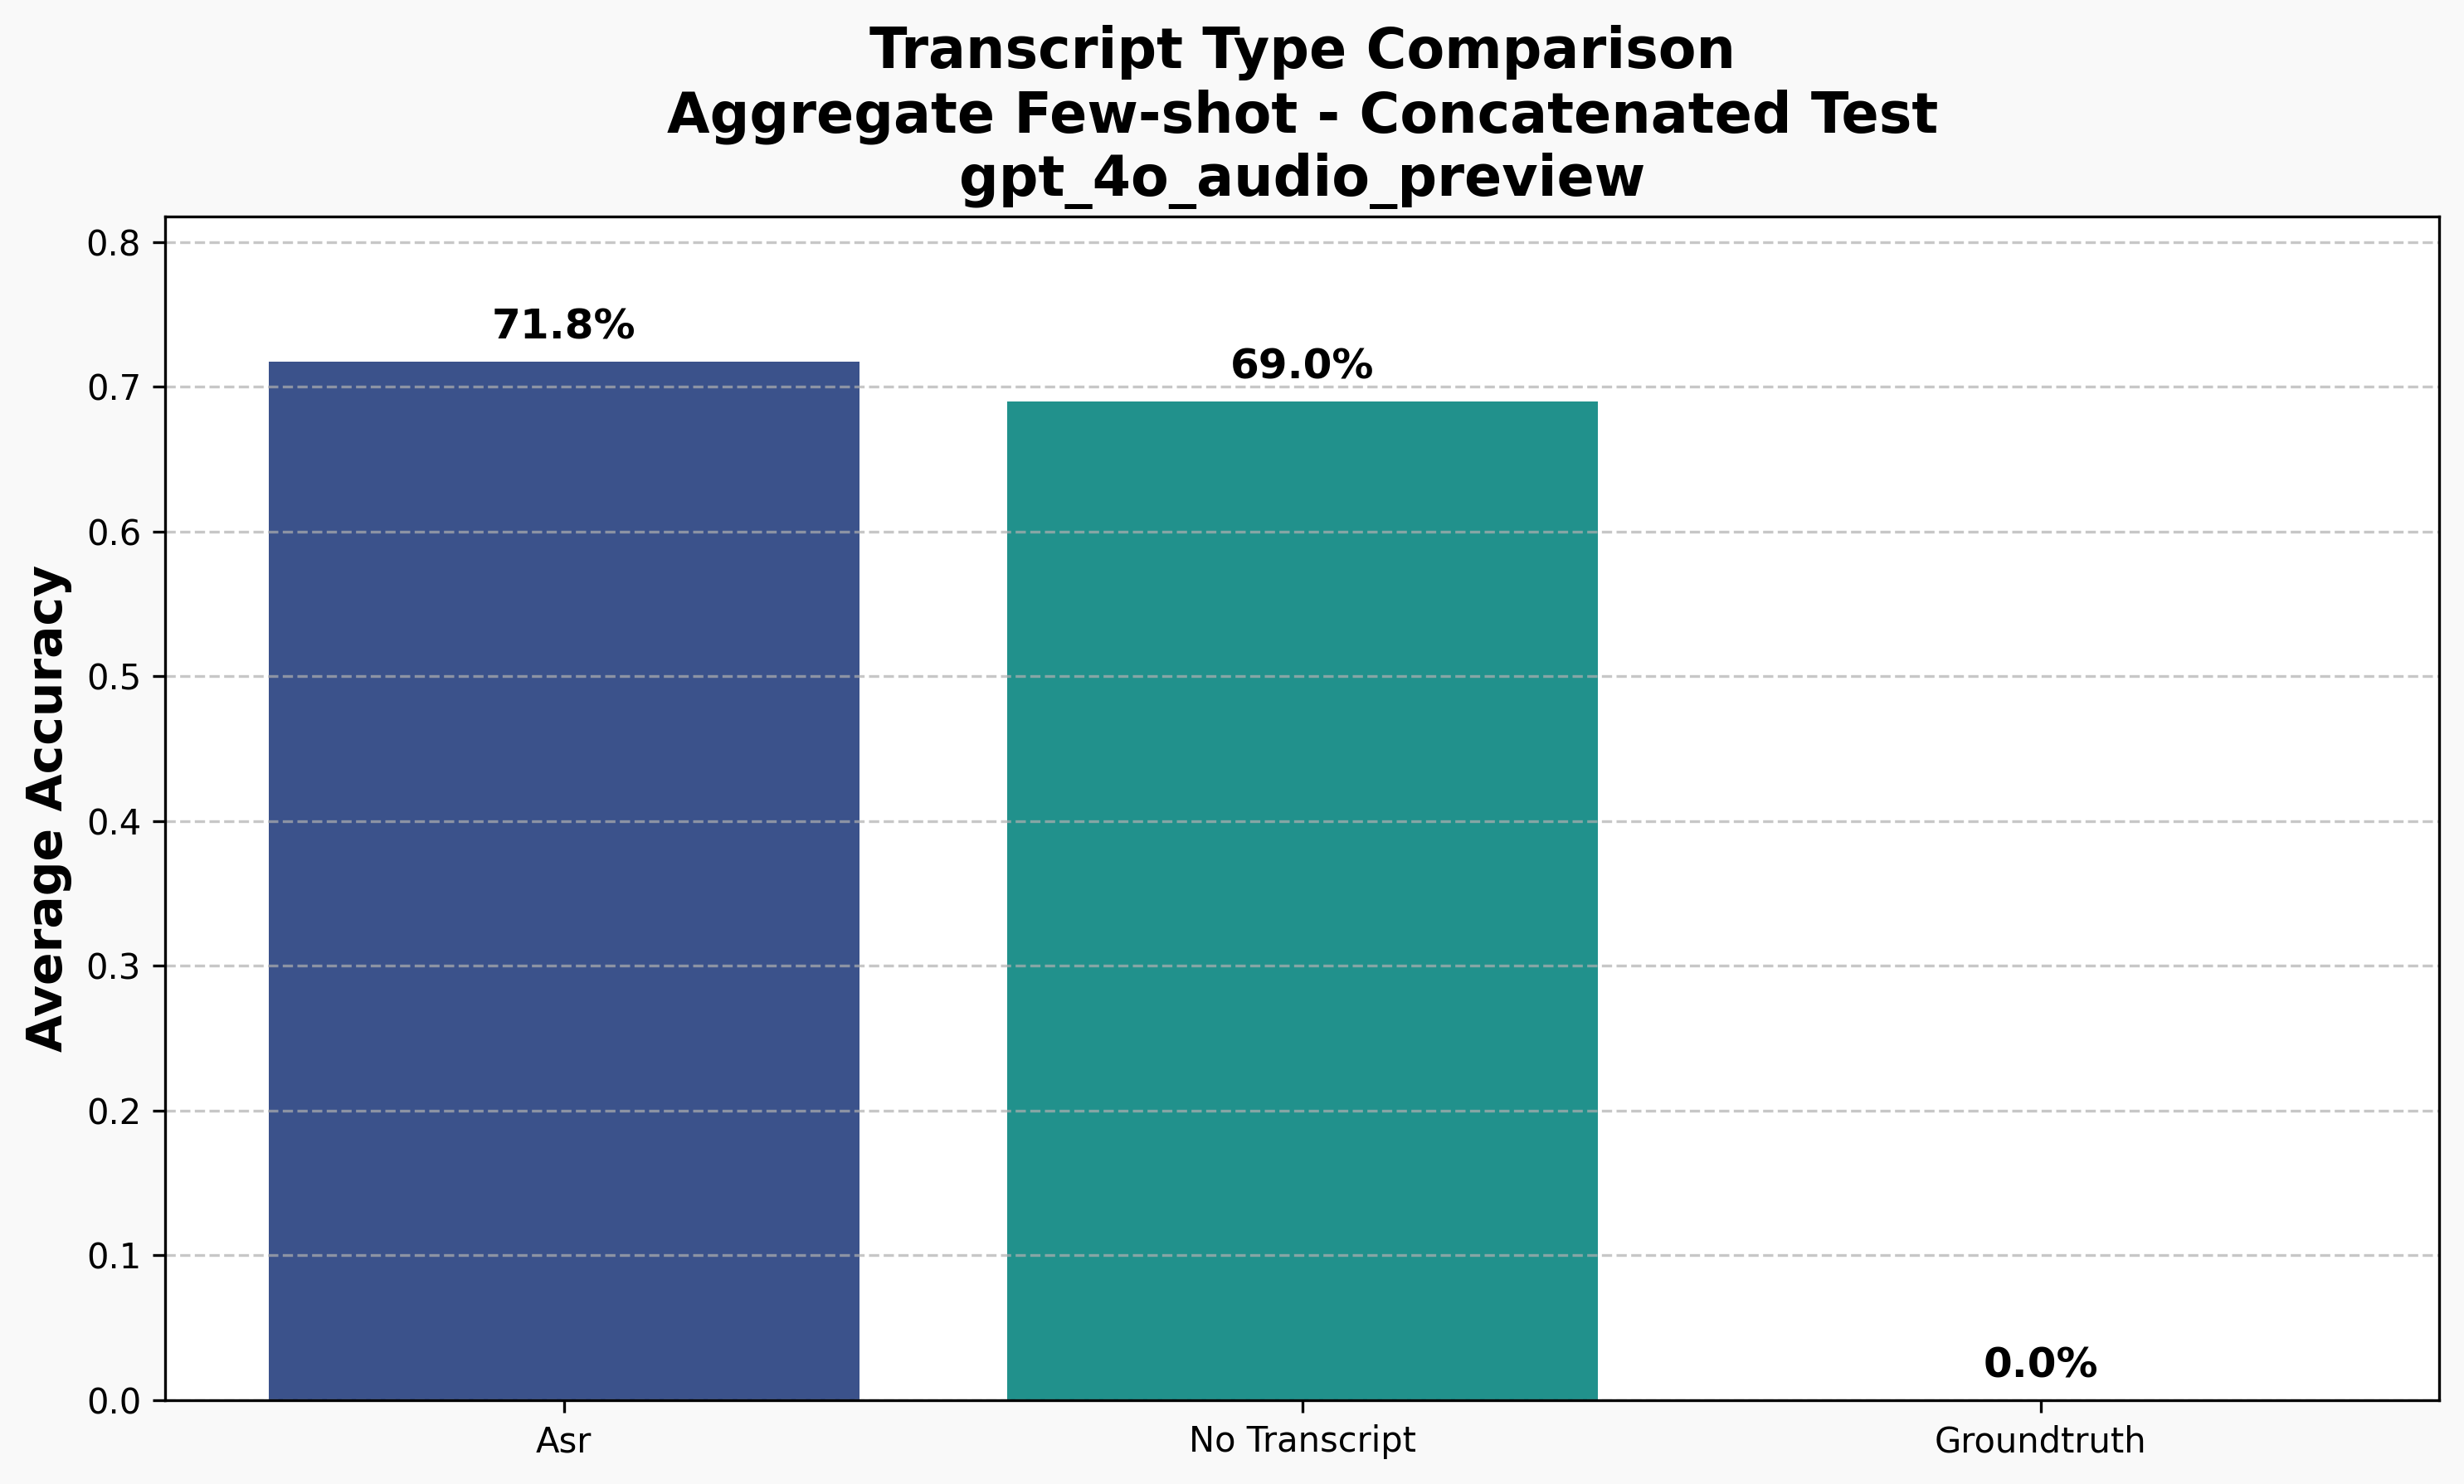 Transcript Type Comparison
Aggregate Few-shot - Concatenated Test
gpt_4o_audio_preview
Average Accuracy
0.8
0.7
0.6
0.5
0.4
0.3
0.2
0.1
0.0
71.8%
69.0%
0.0%
Asr
No Transcript
Groundtruth